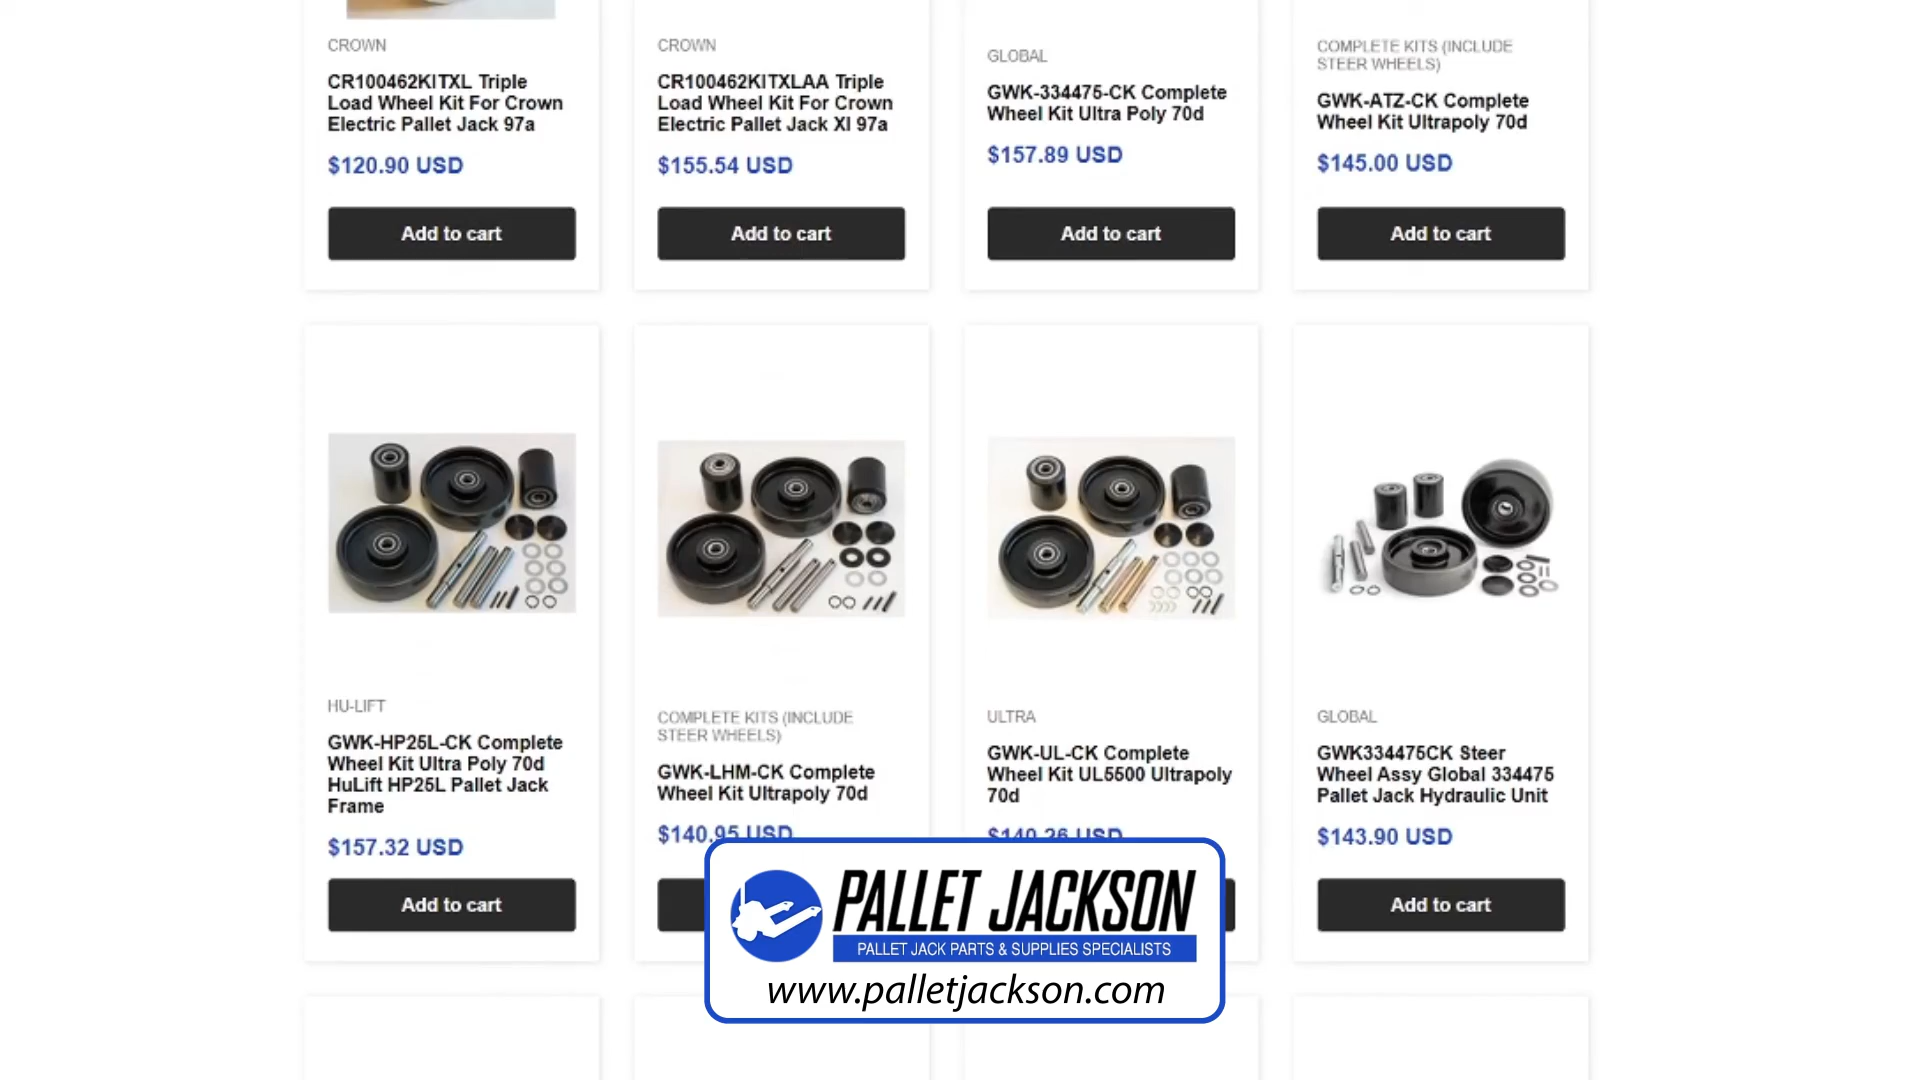 CROWN
CR100462KITXL Triple
Load Wheel Kit For Crown
Electric Pallet Jack 97a
$120.90 USD
Add to cart
CROWN
CR100462KITXLAA Triple
Load Wheel Kit For Crown
Electric Pallet Jack Xl 97a
$155.54 USD
Add to cart
GLOBAL
GWK-334475-CK Complete
Wheel Kit Ultra Poly 70d
$157.89 USD
Add to cart
COMPLETE KITS (INCLUDE
STEER WHEELS)
GWK-ATZ-CK Complete
Wheel Kit Ultrapoly 70d
$145.00 USD
Add to cart
HU-LIFT
GWK-HP25L-CK Complete
Wheel Kit Ultra Poly 70d
HuLift HP25L Pallet Jack
Frame
$157.32 USD
Add to cart
COMPLETE KITS (INCLUDE
STEER WHEELS)
GWK-LHM-CK Complete
Wheel Kit Ultrapoly 70d
$140.95 USD
ULTRA
GWK-UL-CK Complete
Wheel Kit UL5500 Ultrapoly
70d
$140.26 USD
GLOBAL
GWK334475CK Steer
Wheel Assy Global 334475
Pallet Jack Hydraulic Unit
$143.90 USD
Add to cart
PALLET JACKSON
PALLET JACK PARTS & SUPPLIES SPECIALISTS
www.palletjackson.com